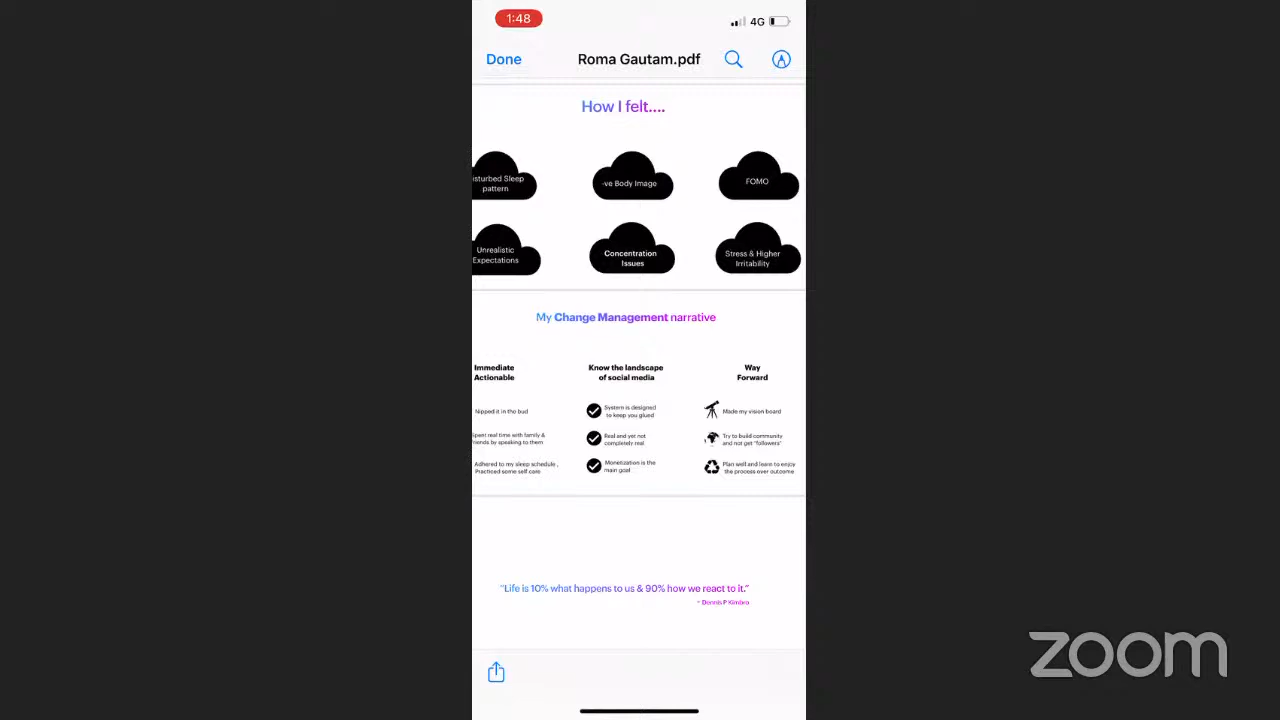 1:48
4G
Done
Roma Gautam.pdf
How I felt....
isturbed Sleep
pattern
-ve Body Image
FOMO
Unrealistic
Expectations
Concentration
Issues
Stress & Higher
Irritability
My Change Management narrative
Immediate
Actionable
Nipped it in the bud
Spent real time with family &
riends by speaking to them
Adhered to my sleep schedule ,
Practiced some self care
Know the landscape
of social media
System is designed
to keep you glued
Real and yet not
completely real
Monetization is the
main goal
Way
Forward
Made my vision board
Try to build community
and not get "followers"
Plan well and learn to enjoy
the process over outcome
"Life is 10% what happens to us & 90% how we react to it."
~ Dennis P Kimbro
zoom